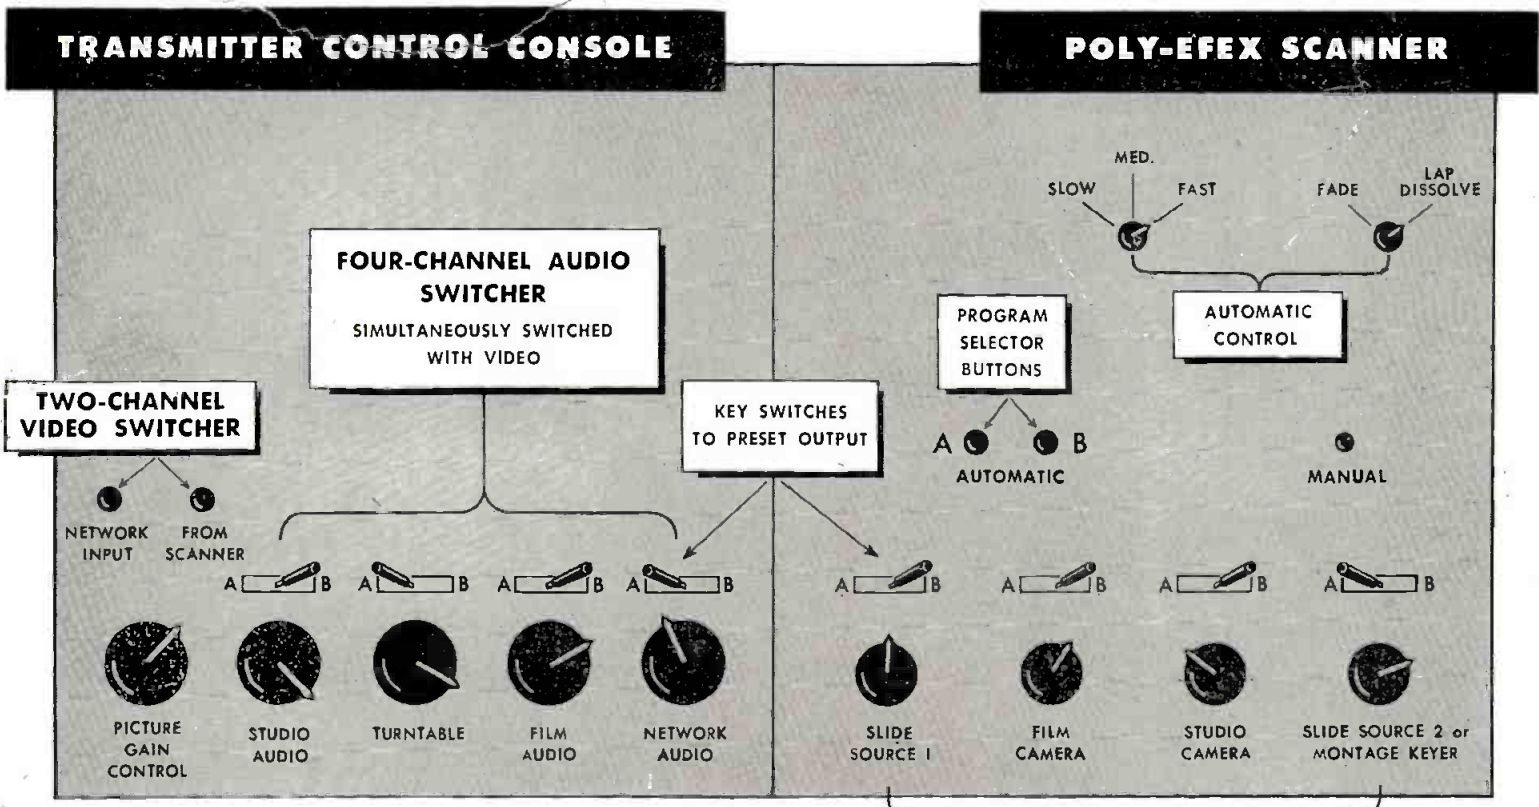 TRANSMITTER CONTROL CONSOLE
POLY-EFEX SCANNER
MED.
SLOW
FAST
FADE
LAP
DISSOLVE
FOUR-CHANNEL AUDIO
SWITCHER
SIMULTANEOUSLY SWITCHED
WITH VIDEO
PROGRAM
SELECTOR
BUTTONS
AUTOMATIC
CONTROL
TWO-CHANNEL
VIDEO SWITCHER
KEY SWITCHES
TO PRESET OUTPUT
A
B
AUTOMATIC
MANUAL
NETWORK
INPUT
FROM
SCANNER
A B
A B
A B
A B
A B
A B
A B
A B
PICTURE
GAIN
CONTROL
STUDIO
AUDIO
TURNTABLE
FILM
AUDIO
NETWORK
AUDIO
SLIDE
SOURCE 1
FILM
CAMERA
STUDIO
CAMERA
SLIDE SOURCE 2 or
MONTAGE KEYER